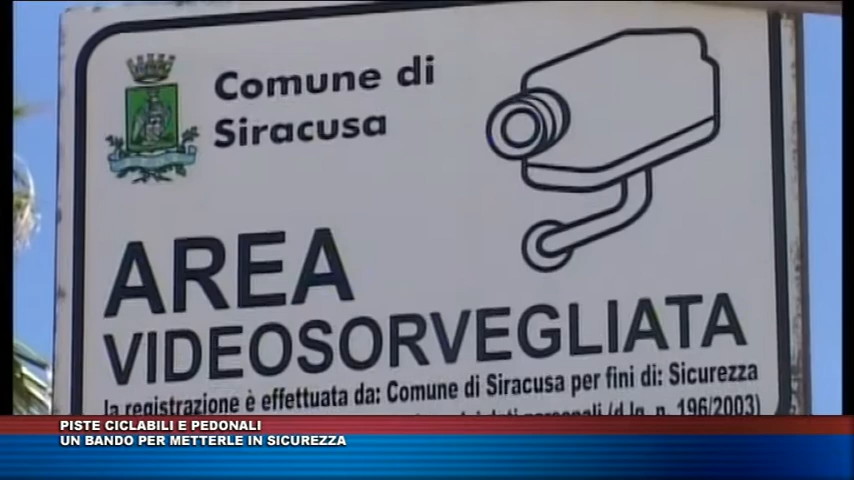 Comune di
Siracusa
AREA
VIDEOSORVEGLIATA
la registrazione è effettuata da: Comune di Siracusa per fini di: Sicurezza
personali (d.lg. n. 196/2003)
PISTE CICLABILI E PEDONALI
UN BANDO PER METTERLE IN SICUREZZA